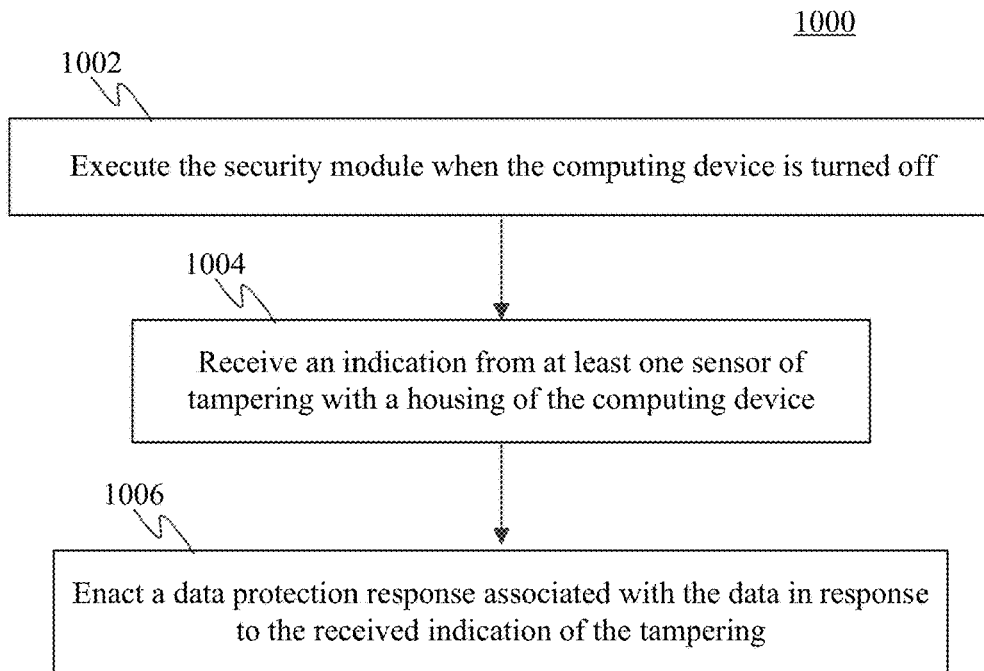 1000
1002
Execute the security module when the computing device is turned off
1004
Receive an indication from at least one sensor of
tampering with a housing of the computing device
1006
Enact a data protection response associated with the data in response
to the received indication of the tampering